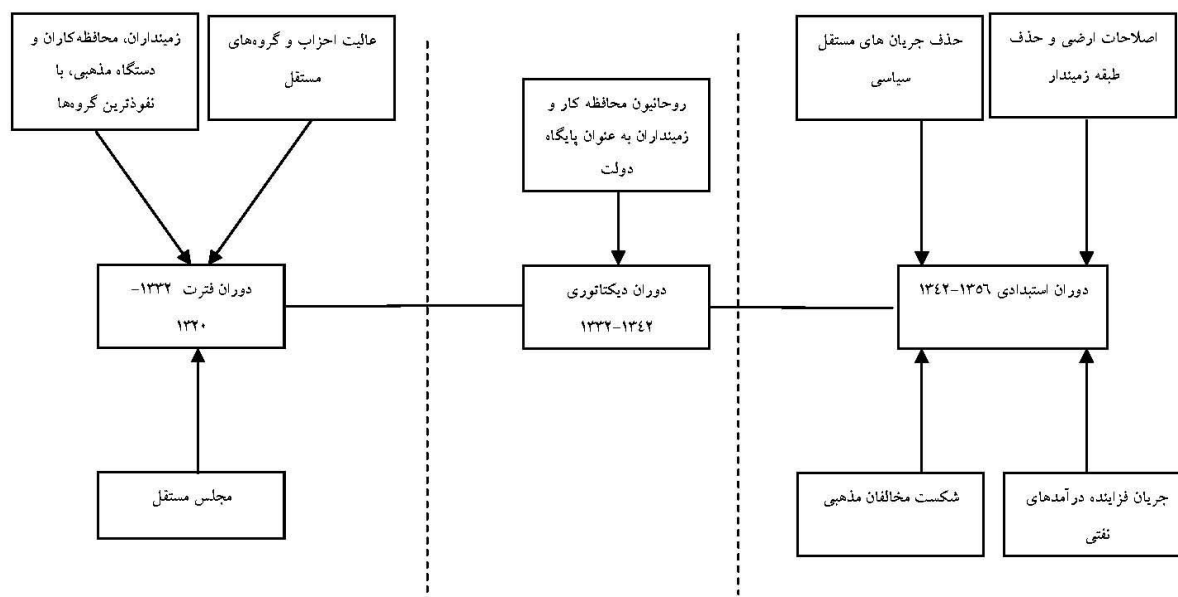 اصلاحات ارضی و حذف
طبقه زمیندار
حذف جریان های مستقل
سیاسی
روحانیون محافظه کار و
زمینداران به عنوان پایگاه
دولت
عالیت احزاب و گروه‌های
مستقل
زمینداران، محافظه‌کاران و
دستگاه مذهبی، با
نفوذترین گروه‌ها
دوران استبدادی ۱۳۵۶-۱۳۴۲
دوران دیکتاتوری
۱۳۴۲-۱۳۳۲
دوران فترت ۱۳۳۲-
۱۳۲۰
جریان فزاینده درآمدهای
نفتی
شکست مخالفان مذهبی
مجلس مستقل